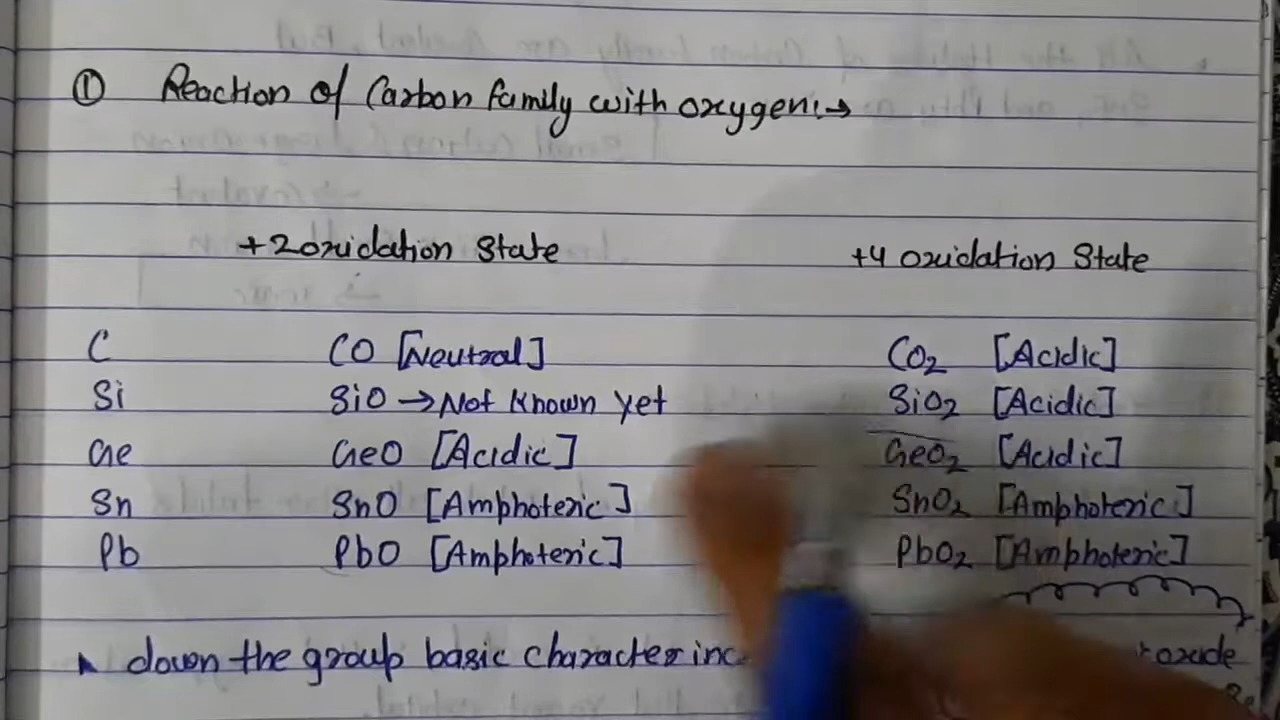 ① Reaction of Carbon family with oxygen:→
+2 oxidation State +4 oxidation State
C CO [Neutral] CO₂ [Acidic]
Si SiO → Not Known yet SiO₂ [Acidic]
Ge GeO [Acidic] GeO₂ [Acidic]
Sn SnO [Amphoteric] SnO₂ [Amphoteric]
Pb PbO [Amphoteric] PbO₂ [Amphoteric]
down the group basic character inc oxide